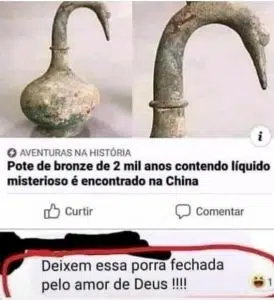 i
AVENTURAS NA HISTÓRIA
Pote de bronze de 2 mil anos contendo líquido
misterioso é encontrado na China
Curtir
Comentar
Deixem essa porra fechada
pelo amor de Deus !!!!